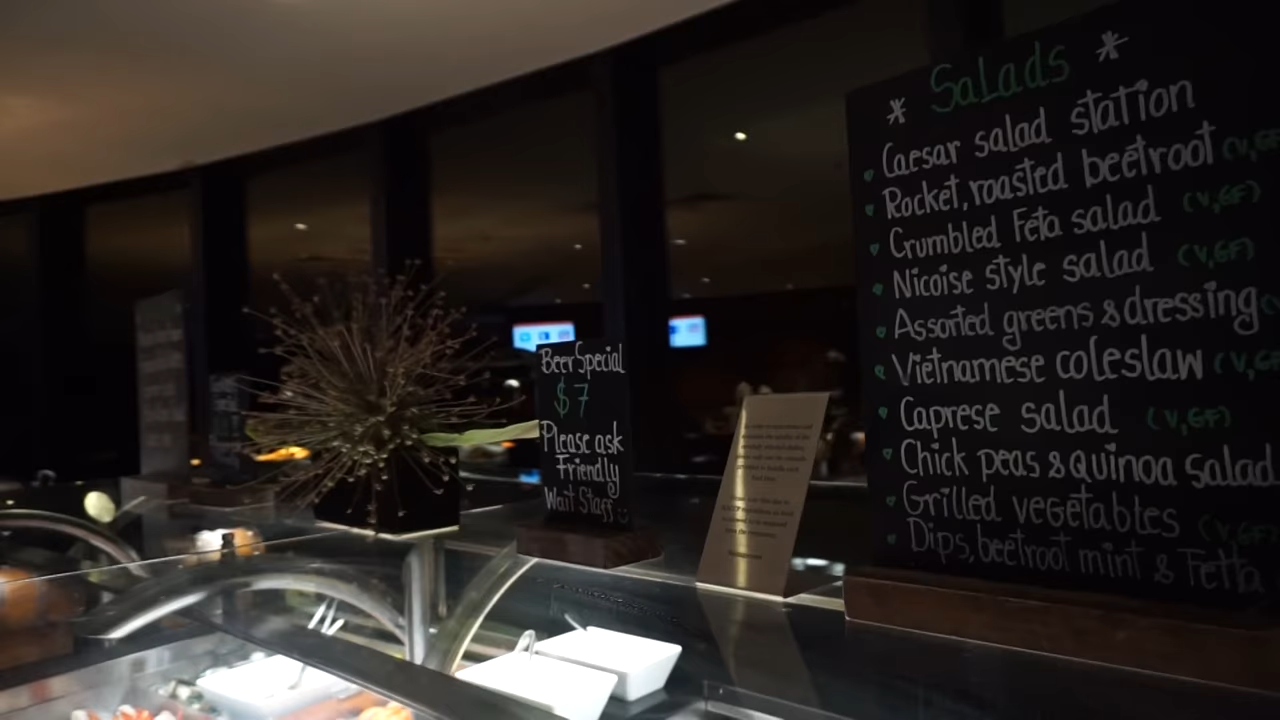 * Salads *
Caesar salad station
Rocket, roasted beetroot
Crumbled Feta salad (V,GF)
Nicoise style salad (V,GF)
Assorted greens & dressing
Vietnamese coleslaw (V,GF
Caprese salad (V,GF)
Chick peas & quinoa Salad
Grilled vegetables (V,GF)
Dips, beetroot mint & Fetta
Beer Special
$7
Please ask
Friendly
Wait Staff :)